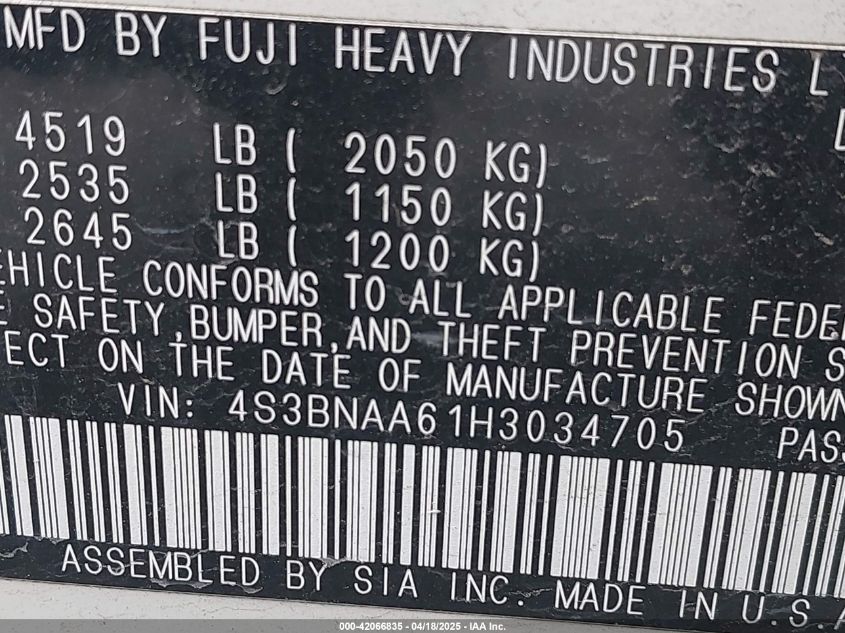 MFD BY FUJI HEAVY INDUSTRIES L
4519 LB ( 2050 KG)
2535 LB ( 1150 KG)
2645 LB ( 1200 KG)
EHICLE CONFORMS TO ALL APPLICABLE FEDE
E SAFETY,BUMPER,AND THEFT PREVENTION S
ECT ON THE DATE OF MANUFACTURE SHOWN
VIN: 4S3BNAA61H3034705 PASS
ASSEMBLED BY SIA INC. MADE IN U.S.A
000-42066835 - 04/18/2025 - IAA Inc.